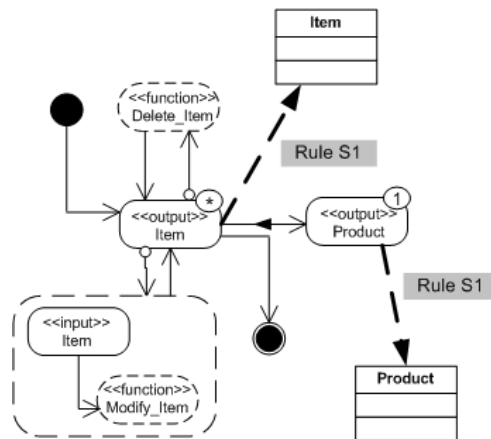 Item
<<function>>
Delete_Item
Rule S1
*
<<output>>
Item
1
<<output>>
Product
Rule S1
<<input>>
Item
<<function>>
Modify_Item
Product